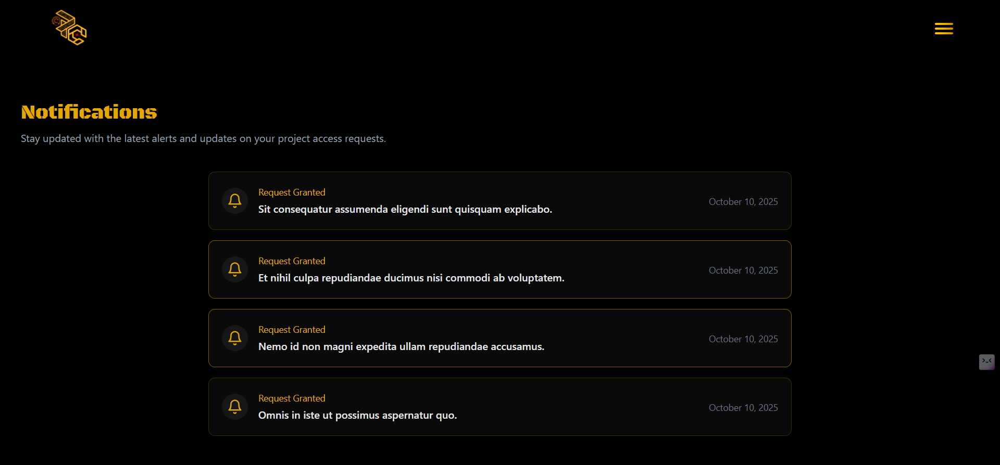 Notifications
Stay updated with the latest alerts and updates on your project access requests.
Request Granted
Sit consequatur assumenda eligendi sunt quisquam explicabo.
October 10, 2025
Request Granted
Et nihil culpa repudiandae ducimus nisi commodi ab voluptatem.
October 10, 2025
Request Granted
Nemo id non magni expedita ullam repudiandae accusamus.
October 10, 2025
Request Granted
Omnis in iste ut possimus aspernatur quo.
October 10, 2025